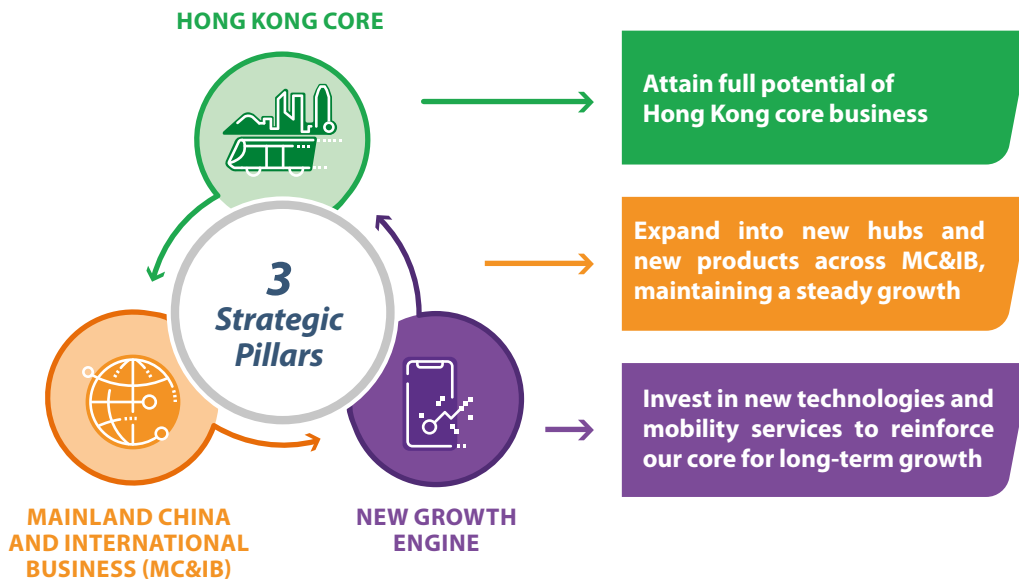 HONG KONG CORE
Attain full potential of
Hong Kong core business
3
Strategic
Pillars
Expand into new hubs and
new products across MC&IB,
maintaining a steady growth
Invest in new technologies and
mobility services to reinforce
our core for long-term growth
MAINLAND CHINA
AND INTERNATIONAL
BUSINESS (MC&IB)
NEW GROWTH
ENGINE